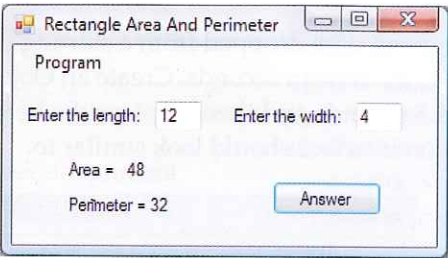 Rectangle Area And Perimeter
Program
Enter the length: 12 Enter the width: 4
Area = 48
Perimeter = 32
Answer